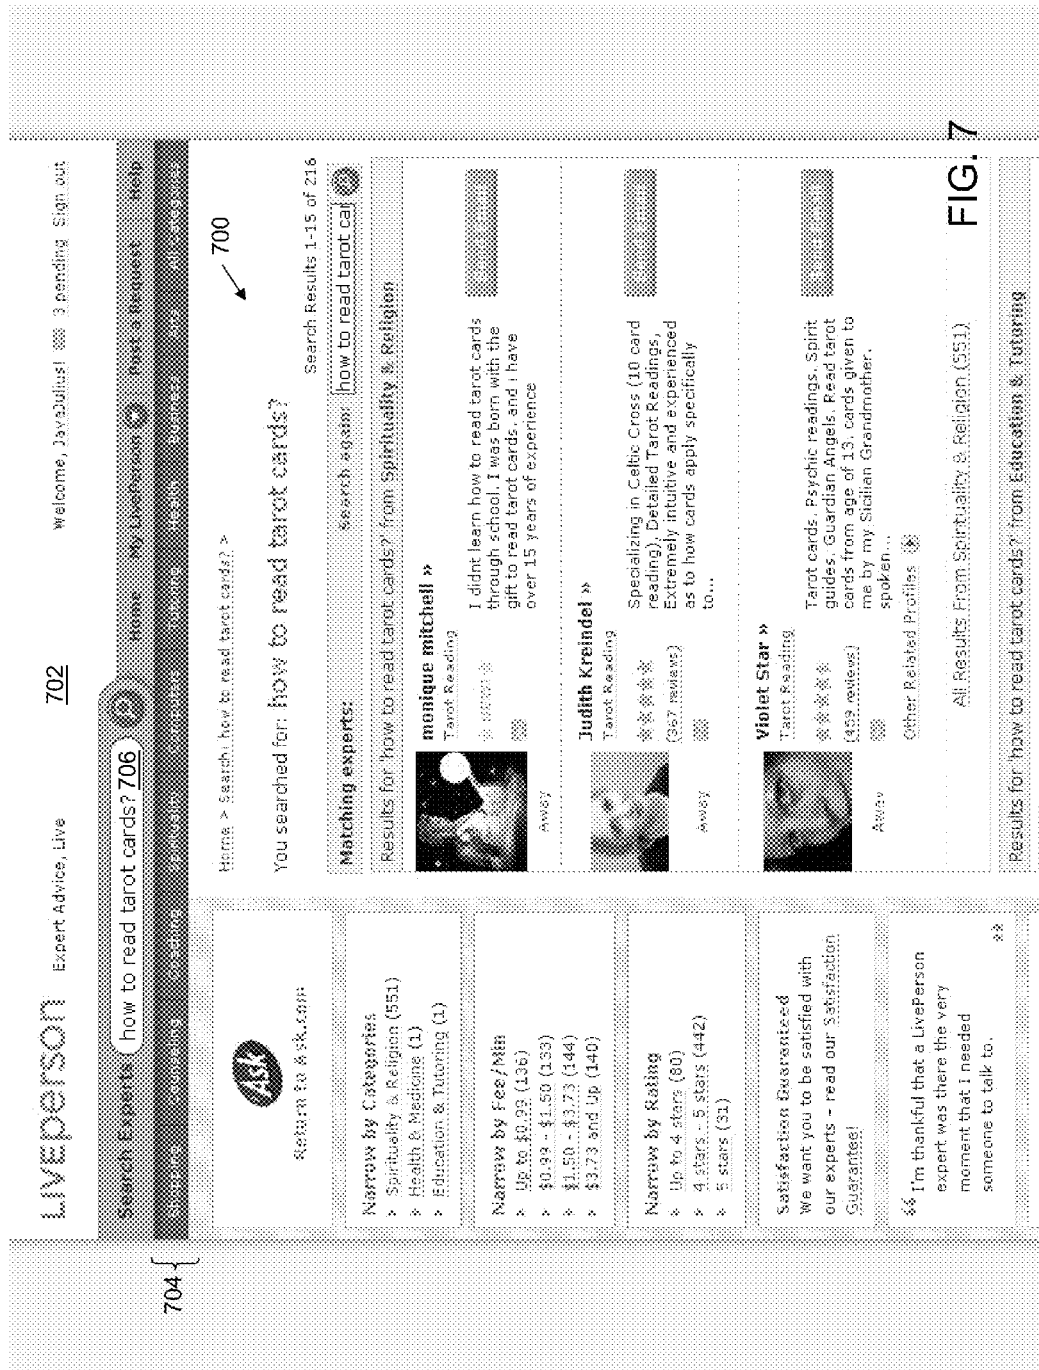 LIVEPERSON Expert Advice, Live
702
Welcome, JavaJulius! 3 pending Sign out
Search Experts how to read tarot cards? 706
Home My LivePerson Post a Request Help
704
Ask
Return to Ask.com
Narrow by Categories
Spirituality & Religion (551)
Health & Medicine (1)
Education & Tutoring (1)
Narrow by Fee/Min
Up to $0.99 (136)
$0.99 - $1.50 (139)
$1.50 - $3.73 (144)
$3.73 and Up (140)
Narrow by Rating
Up to 4 stars (80)
4 stars - 5 stars (442)
5 stars (31)
Satisfaction Guaranteed
We want you to be satisfied with
our experts - read our Satisfaction
Guarantee!
“ I'm thankful that a LivePerson
expert was there the very
moment that I needed
someone to talk to. ”
Home > Search: how to read tarot cards? >
700
You searched for: how to read tarot cards?
Search Results 1-15 of 216
Matching experts: Search again: how to read tarot car
Results for 'how to read tarot cards?' from Spirituality & Religion
monique mitchell »
Tarot Reading
Away
I didnt learn how to read tarot cards
through school. I was born with the
gift to read tarot cards. and i have
over 15 years of experience
Judith Kreindel »
Tarot Reading
(367 reviews)
Away
Specializing in Celtic Cross (10 card
reading). Detailed Tarot Readings,
Extremely intuitive and experienced
as to how cards apply specifically
to...
Violet Star »
Tarot Reading
(459 reviews)
Away
Tarot cards. Psychic readings. Spirit
guides. Guardian Angels. Read tarot
cards from age of 13. cards given to
me by my Sicilian Grandmother.
spoken...
Other Related Profiles
All Results From Spirituality & Religion (551)
Results for 'how to read tarot cards?' from Education & Tutoring
FIG. 7